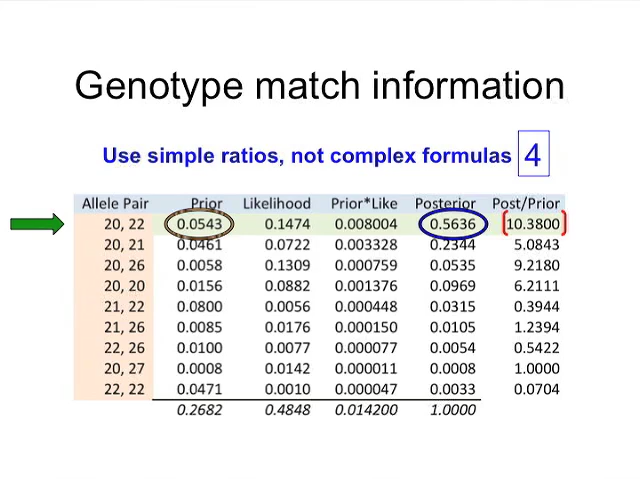 Genotype match information
Use simple ratios, not complex formulas 4
Allele Pair Prior Likelihood Prior*Like Posterior Post/Prior
20, 22 0.0543 0.1474 0.008004 0.5636 10.3800
20, 21 0.0461 0.0722 0.003328 0.2344 5.0843
20, 26 0.0058 0.1309 0.000759 0.0535 9.2180
20, 20 0.0156 0.0882 0.001376 0.0969 6.2111
21, 22 0.0800 0.0056 0.000448 0.0315 0.3944
21, 26 0.0085 0.0176 0.000150 0.0105 1.2394
22, 26 0.0100 0.0077 0.000077 0.0054 0.5422
20, 27 0.0008 0.0142 0.000011 0.0008 1.0000
22, 22 0.0471 0.0010 0.000047 0.0033 0.0704
0.2682 0.4848 0.014200 1.0000